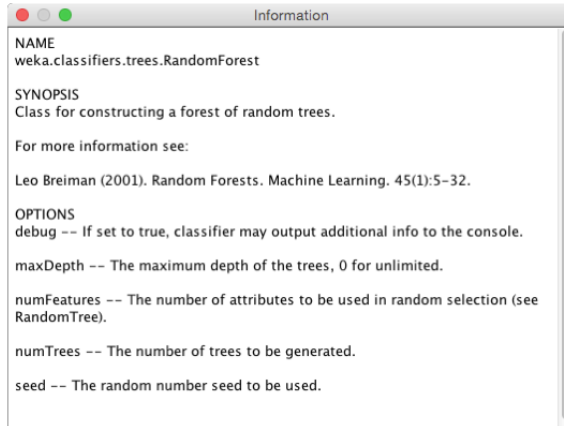 Information
NAME
weka.classifiers.trees.RandomForest
SYNOPSIS
Class for constructing a forest of random trees.
For more information see:
Leo Breiman (2001). Random Forests. Machine Learning. 45(1):5-32.
OPTIONS
debug -- If set to true, classifier may output additional info to the console.
maxDepth -- The maximum depth of the trees, 0 for unlimited.
numFeatures -- The number of attributes to be used in random selection (see
RandomTree).
numTrees -- The number of trees to be generated.
seed -- The random number seed to be used.